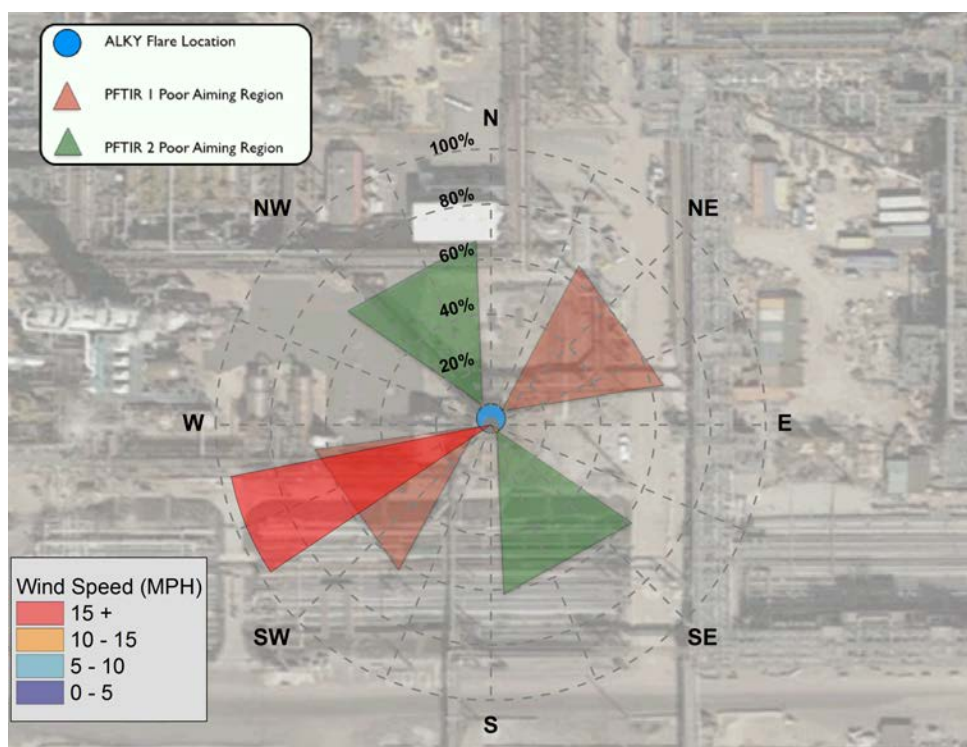 ALKY Flare Location
PFTIR 1 Poor Aiming Region
PFTIR 2 Poor Aiming Region
N
100%
80%
60%
40%
20%
NW
NE
W
E
SW
SE
S
Wind Speed (MPH)
15 +
10 - 15
5 - 10
0 - 5